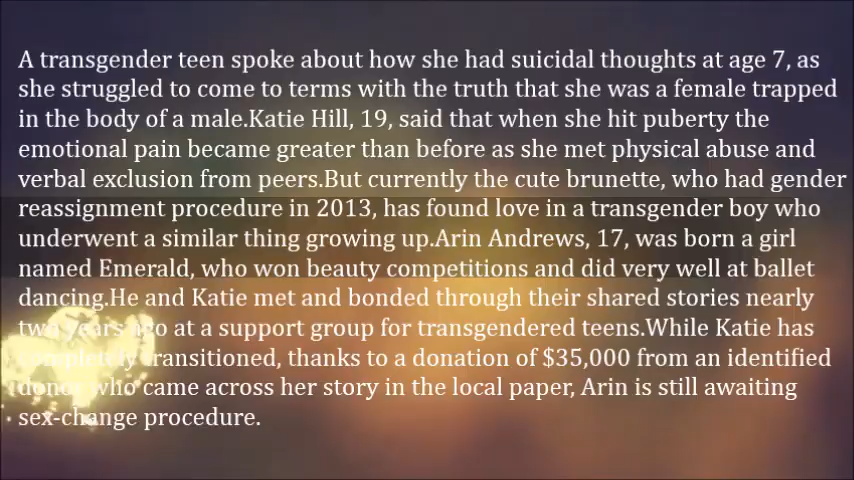 A transgender teen spoke about how she had suicidal thoughts at age 7, as
she struggled to come to terms with the truth that she was a female trapped
in the body of a male.Katie Hill, 19, said that when she hit puberty the
emotional pain became greater than before as she met physical abuse and
verbal exclusion from peers.But currently the cute brunette, who had gender
reassignment procedure in 2013, has found love in a transgender boy who
underwent a similar thing growing up.Arin Andrews, 17, was born a girl
named Emerald, who won beauty competitions and did very well at ballet
dancing.He and Katie met and bonded through their shared stories nearly
two years ago at a support group for transgendered teens.While Katie has
completely transitioned, thanks to a donation of $35,000 from an identified
donor who came across her story in the local paper, Arin is still awaiting
sex-change procedure.